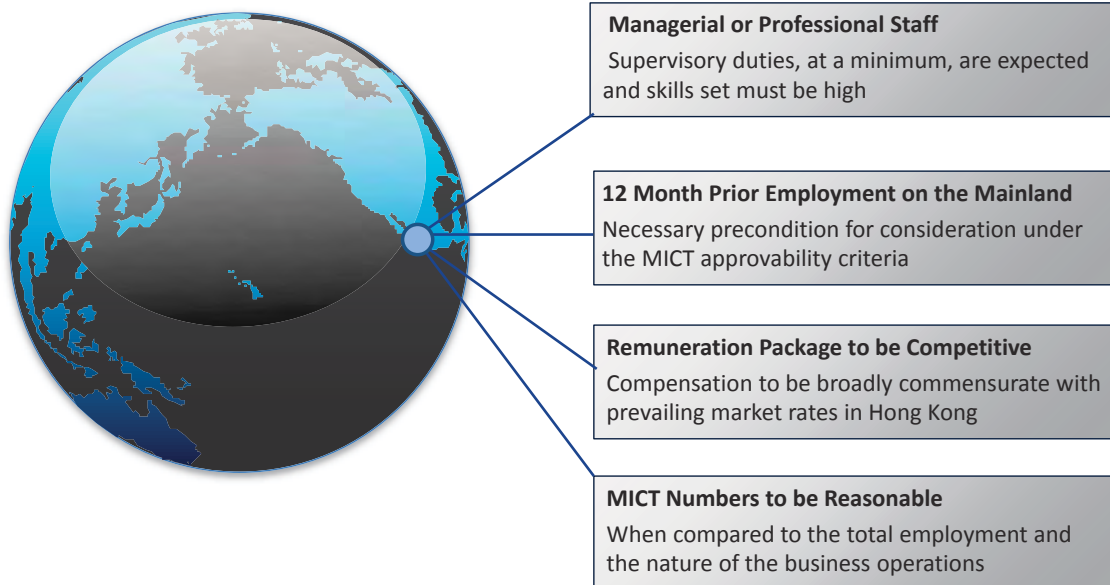 Managerial or Professional Staff
Supervisory duties, at a minimum, are expected
and skills set must be high
12 Month Prior Employment on the Mainland
Necessary precondition for consideration under
the MICT approvability criteria
Remuneration Package to be Competitive
Compensation to be broadly commensurate with
prevailing market rates in Hong Kong
MICT Numbers to be Reasonable
When compared to the total employment and
the nature of the business operations